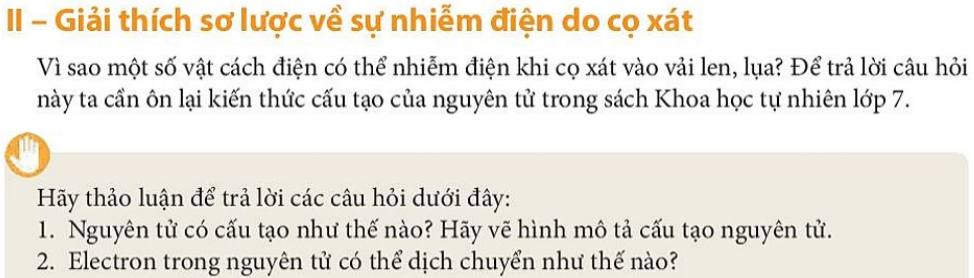 II – Giải thích sơ lược về sự nhiễm điện do cọ xát
Vì sao một số vật cách điện có thể nhiễm điện khi cọ xát vào vải len, lụa? Để trả lời câu hỏi
này ta cần ôn lại kiến thức cấu tạo của nguyên tử trong sách Khoa học tự nhiên lớp 7.
Hãy thảo luận để trả lời các câu hỏi dưới đây:
1. Nguyên tử có cấu tạo như thế nào? Hãy vẽ hình mô tả cấu tạo nguyên tử.
2. Electron trong nguyên tử có thể dịch chuyển như thế nào?